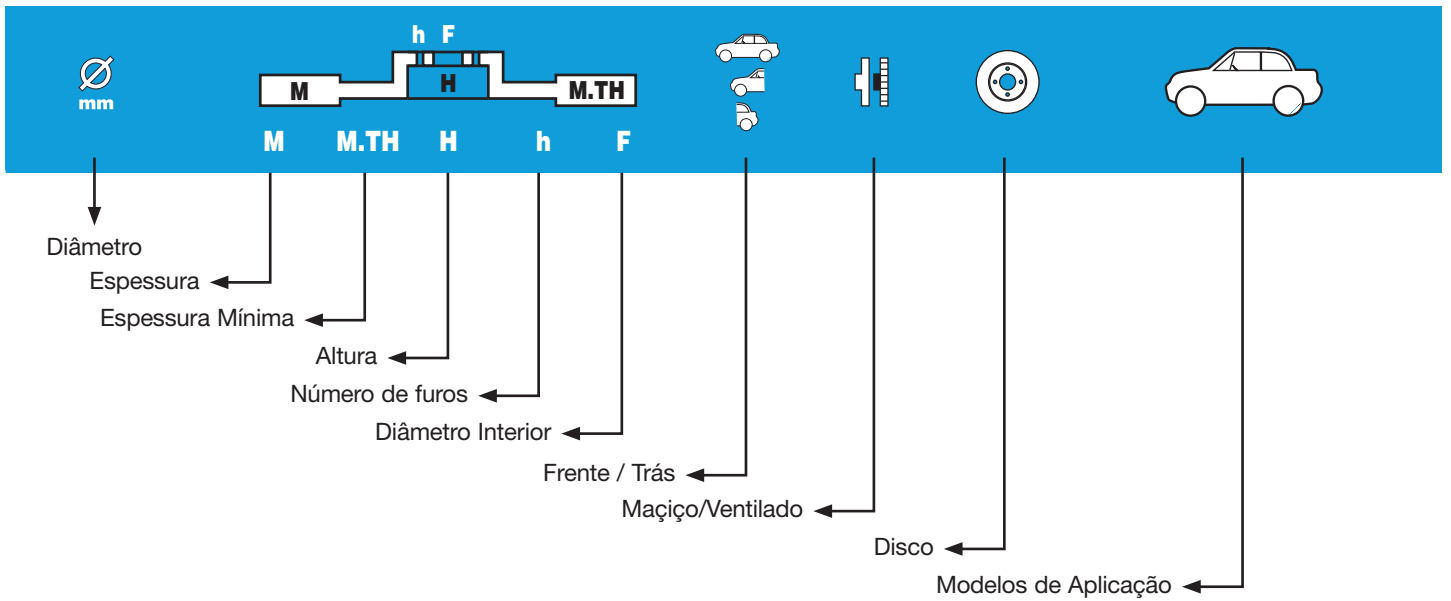 h F
mm
M H M.TH
M M.TH H h F
Diâmetro
Espessura
Espessura Mínima
Altura
Número de furos
Diâmetro Interior
Frente / Trás
Maçiço/Ventilado
Disco
Modelos de Aplicação